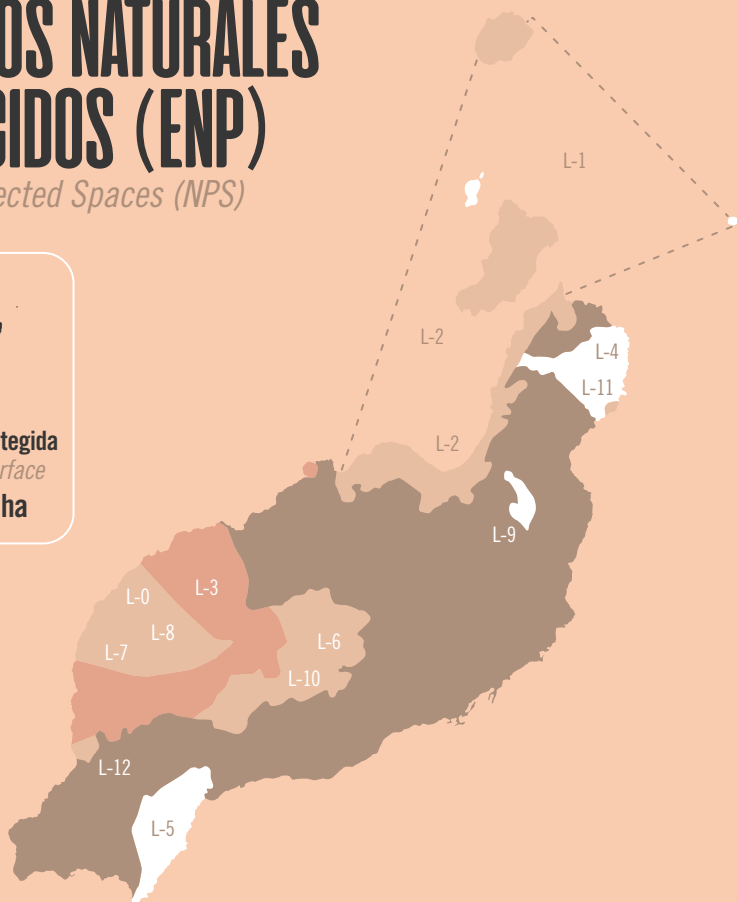 OS NATURALES
GIDOS (ENP)
ected Spaces (NPS)
tegida
rface
ha
L-1
L-2
L-4
L-11
L-2
L-9
L-3
L-0
L-8
L-6
L-7
L-10
L-12
L-5